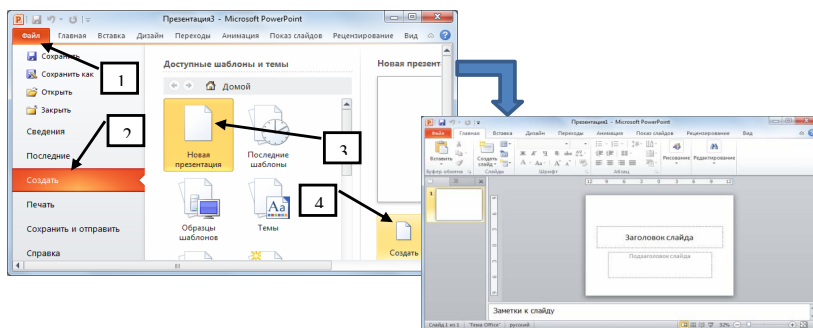 Презентация3 - Microsoft PowerPoint
Файл Главная Вставка Дизайн Переходы Анимация Показ слайдов Рецензирование Вид
Сохранить
Сохранить как
Открыть
Закрыть
Сведения
Последние
Создать
Печать
Сохранить и отправить
Справка
1
2
Доступные шаблоны и темы
Домой
Новая
презентация
Последние
шаблоны
Образцы
шаблонов
Темы
3
4
Новая презент
Создать
Презентация1 - Microsoft PowerPoint
Файл Главная Вставка Дизайн Переходы Анимация Показ слайдов Рецензирование Вид
Вставить
Создать
слайд
Рисование Редактирование
Буфер обмена Слайды Шрифт Абзац
1
Заголовок слайда
Подзаголовок слайда
Заметки к слайду
Слайд 1 из 1 "Тема Office" русский 32%